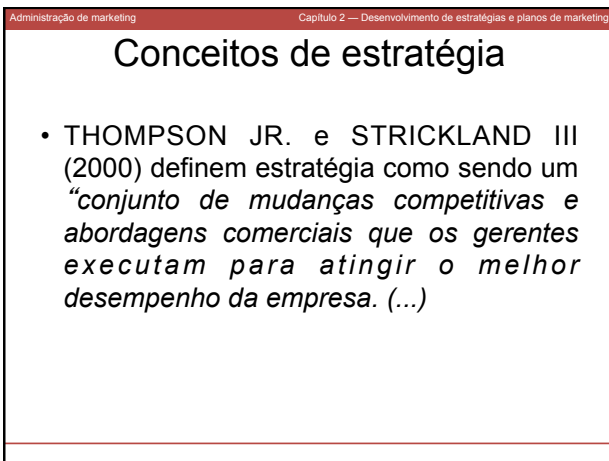 Administração de marketing
Capítulo 2 — Desenvolvimento de estratégias e planos de marketing
Conceitos de estratégia
• THOMPSON JR. e STRICKLAND III
(2000) definem estratégia como sendo um
“conjunto de mudanças competitivas e
abordagens comerciais que os gerentes
executam para atingir o melhor
desempenho da empresa. (...)